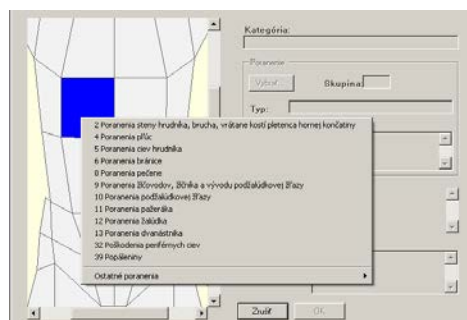 Kategória:
Poranenie
Vybrať...
Skupina:
Typ:
2 Poranenia steny hrudníka, brucha, vrátane kostí pletenca hornej končatiny
4 Poranenia pľúc
5 Poranenia ciev hrudníka
6 Poranenia bránice
8 Poranenia pečene
9 Poranenia žlčovodov, žlčníka a vývodu podžalúdkovej žľazy
10 Poranenia podžalúdkovej žľazy
11 Poranenia pažeráka
12 Poranenia žalúdka
13 Poranenia dvanástnika
32 Poškodenia periférnych ciev
39 Popáleniny
Ostatné poranenia
Zrušiť
OK